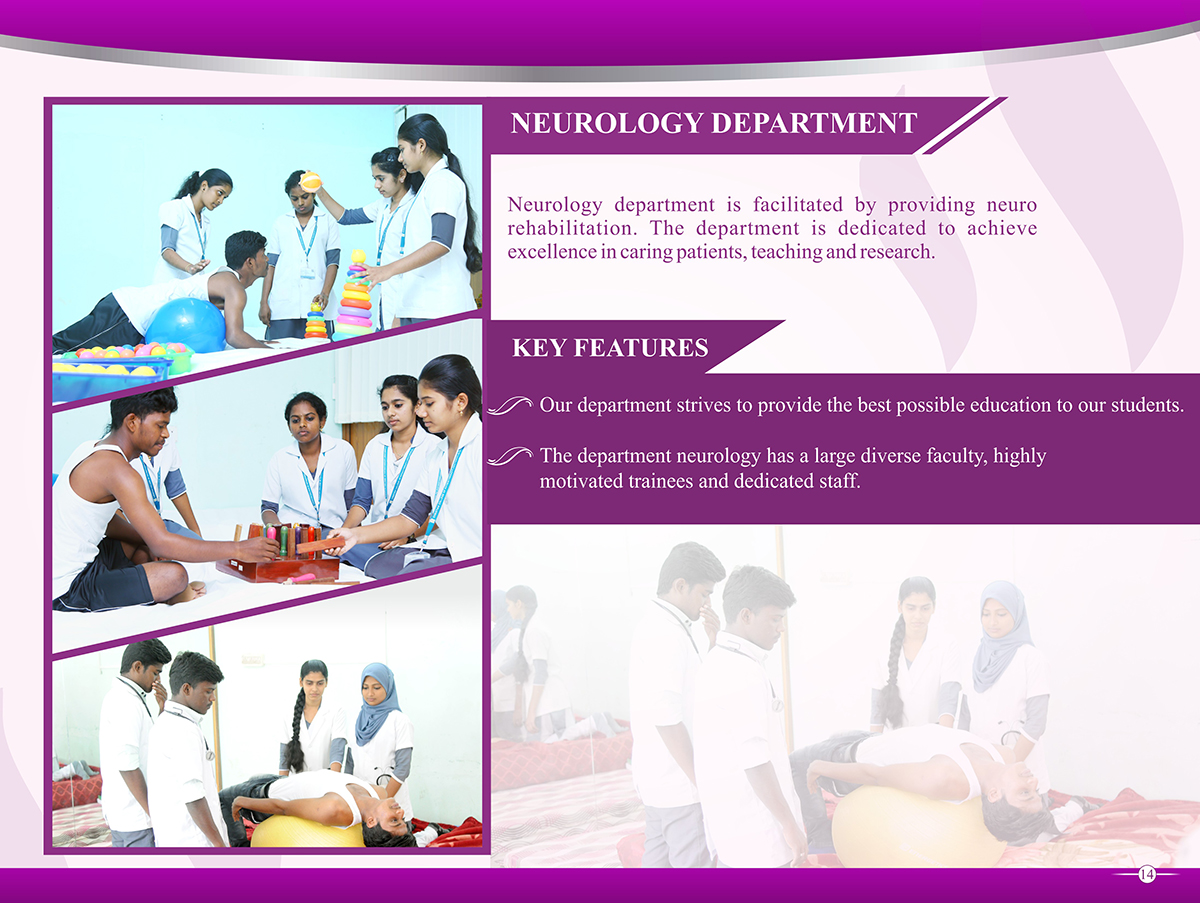 NEUROLOGY DEPARTMENT
Neurology department is facilitated by providing neuro
rehabilitation. The department is dedicated to achieve
excellence in caring patients, teaching and research.
KEY FEATURES
Our department strives to provide the best possible education to our students.
The department neurology has a large diverse faculty, highly
motivated trainees and dedicated staff.
14